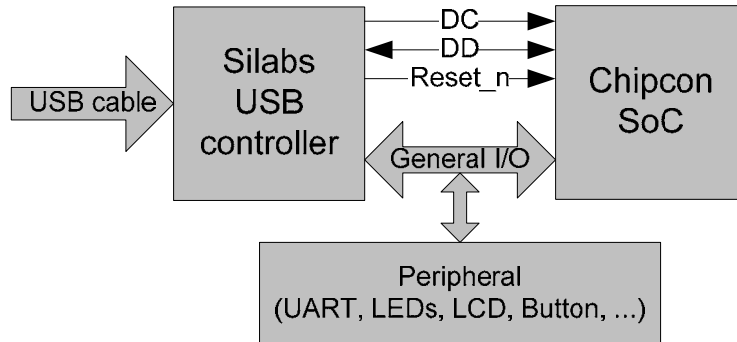 DC
DD
Reset_n
Silabs
USB
controller
Chipcon
SoC
USB cable
General I/O
Peripheral
(UART, LEDs, LCD, Button, ...)